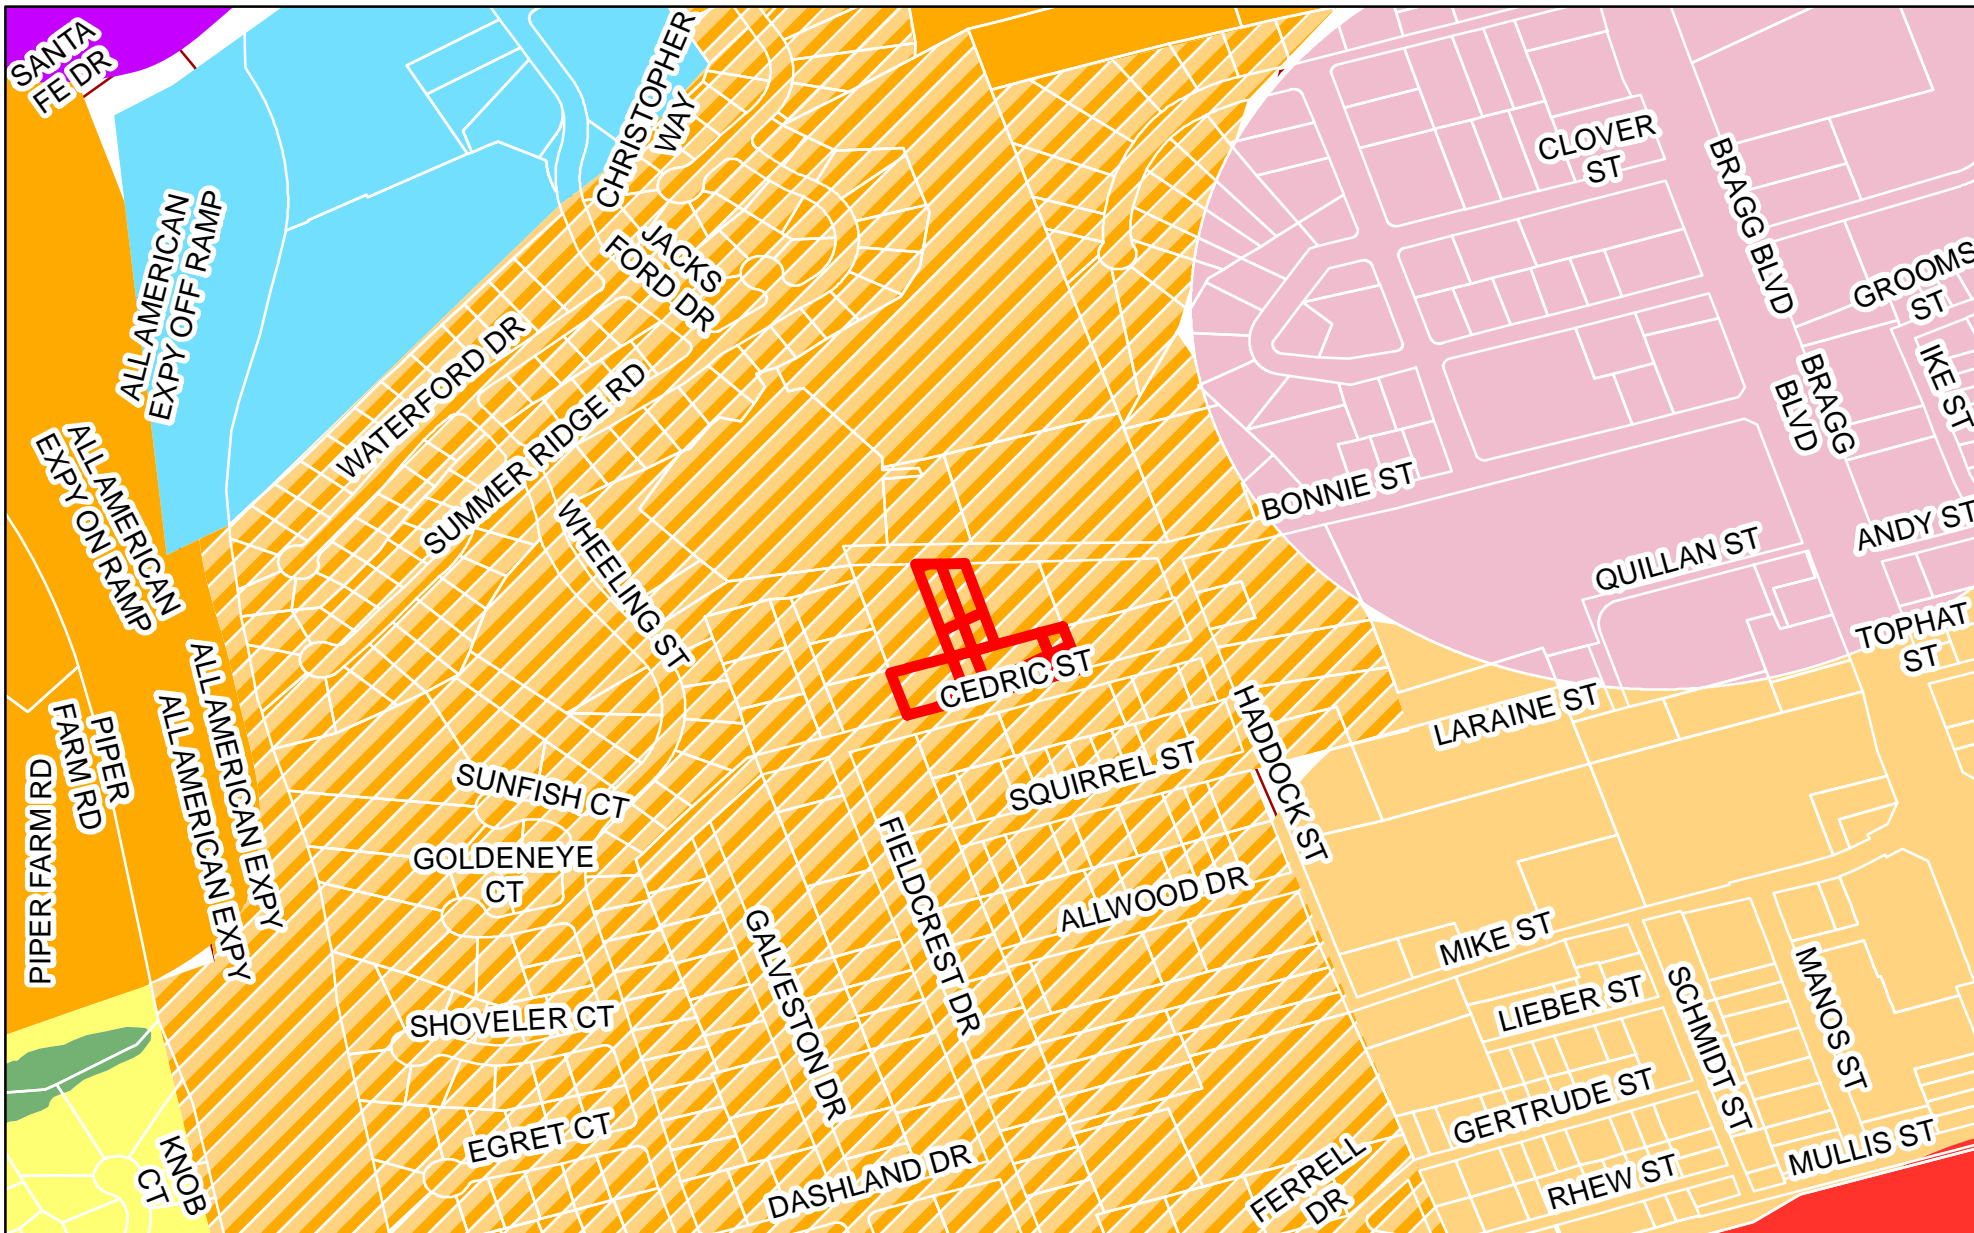 SANTA
FE DR
CHRISTOPHER
WAY
CLOVER
ST
BRAGG BLVD
ALL AMERICAN
EXPY OFF RAMP
JACKS
FORD DR
GROOMS
ST
WATERFORD DR
IKE ST
BRAGG
BLVD
SUMMER RIDGE RD
ALL AMERICAN
EXPY ON RAMP
BONNIE ST
WHEELING ST
ANDY ST
QUILLAN ST
TOPHAT
ST
CEDRIC ST
ALL AMERICAN EXPY
ALL AMERICAN EXPY
LARAINE ST
HADDOCK ST
PIPER
FARM RD
PIPER FARM RD
SUNFISH CT
SQUIRREL ST
GOLDENEYE
CT
FIELDCREST DR
ALLWOOD DR
GALVESTON DR
MIKE ST
MANOS ST
SCHMIDT ST
LIEBER ST
SHOVELER CT
GERTRUDE ST
EGRET CT
KNOB
CT
DASHLAND DR
FERRELL
DR
RHEW ST
MULLIS ST